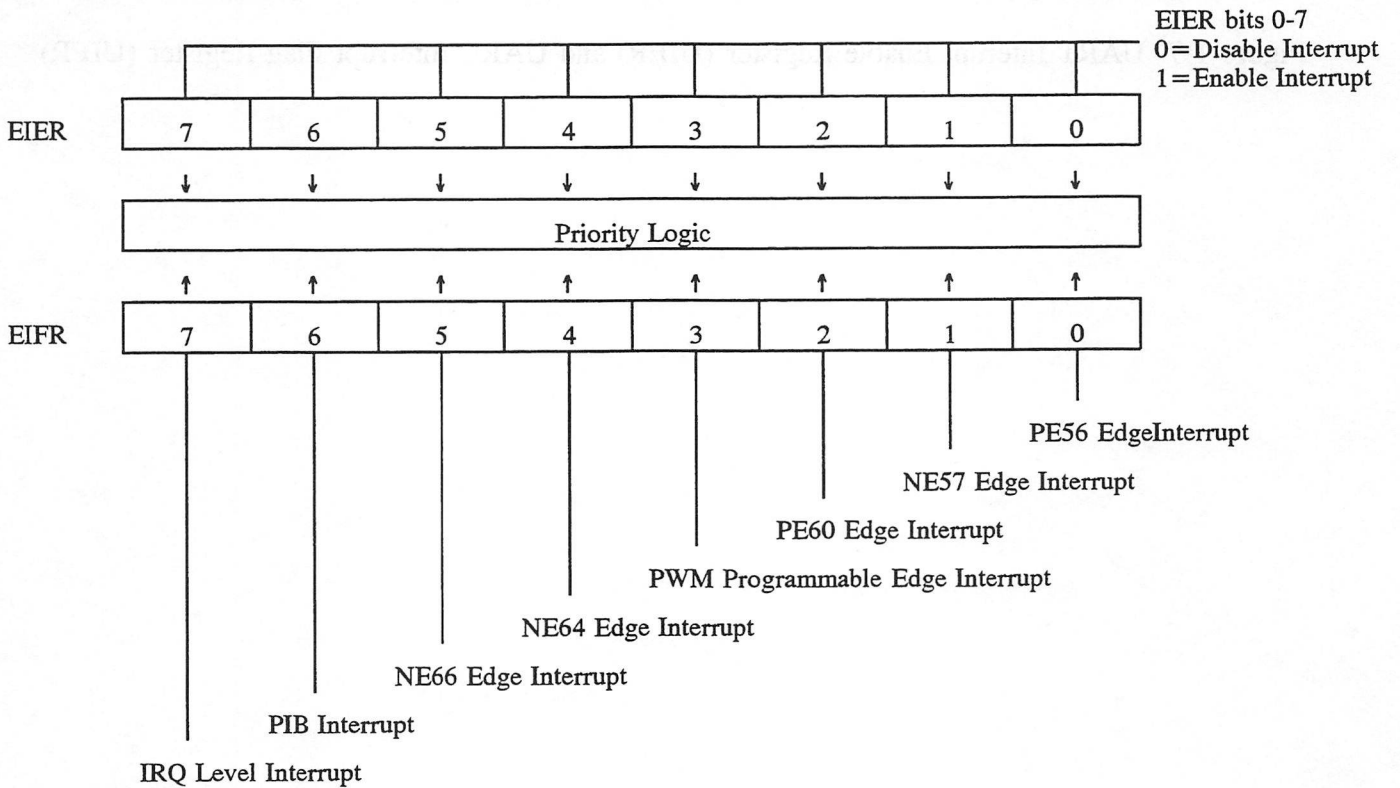 EIER bits 0-7
0=Disable Interrupt
1=Enable Interrupt
EIER 7 6 5 4 3 2 1 0
Priority Logic
EIFR 7 6 5 4 3 2 1 0
PE56 EdgeInterrupt
NE57 Edge Interrupt
PE60 Edge Interrupt
PWM Programmable Edge Interrupt
NE64 Edge Interrupt
NE66 Edge Interrupt
PIB Interrupt
IRQ Level Interrupt